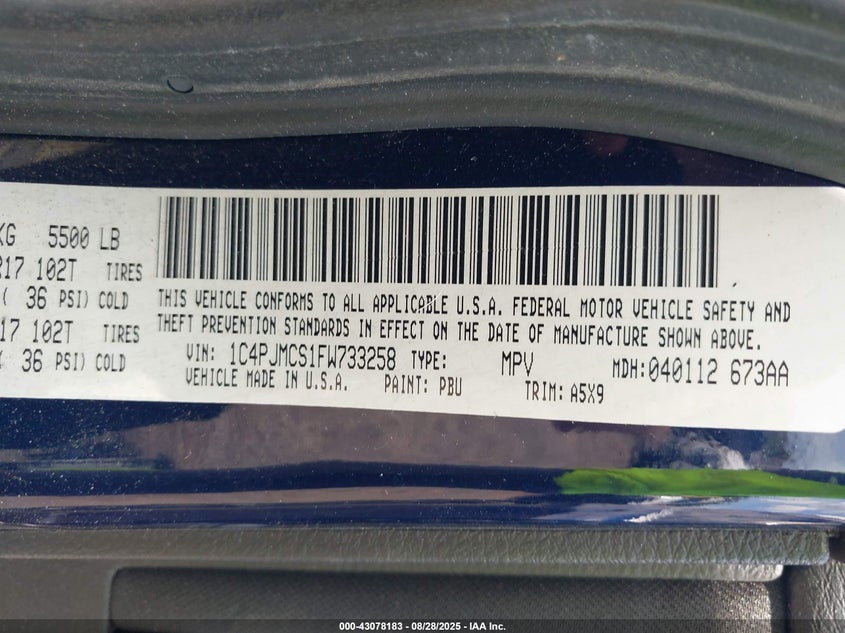 KG 5500 LB
R17 102T TIRES
( 36 PSI) COLD
17 102T TIRES
36 PSI) COLD
THIS VEHICLE CONFORMS TO ALL APPLICABLE U.S.A. FEDERAL MOTOR VEHICLE SAFETY AND
THEFT PREVENTION STANDARDS IN EFFECT ON THE DATE OF MANUFACTURE SHOWN ABOVE.
VIN: 1C4PJMCS1FW733258 TYPE: MPV MDH: 040112 673AA
VEHICLE MADE IN U.S.A. PAINT: PBU TRIM: A5X9
000-43078183 - 08/28/2025 - IAA Inc.